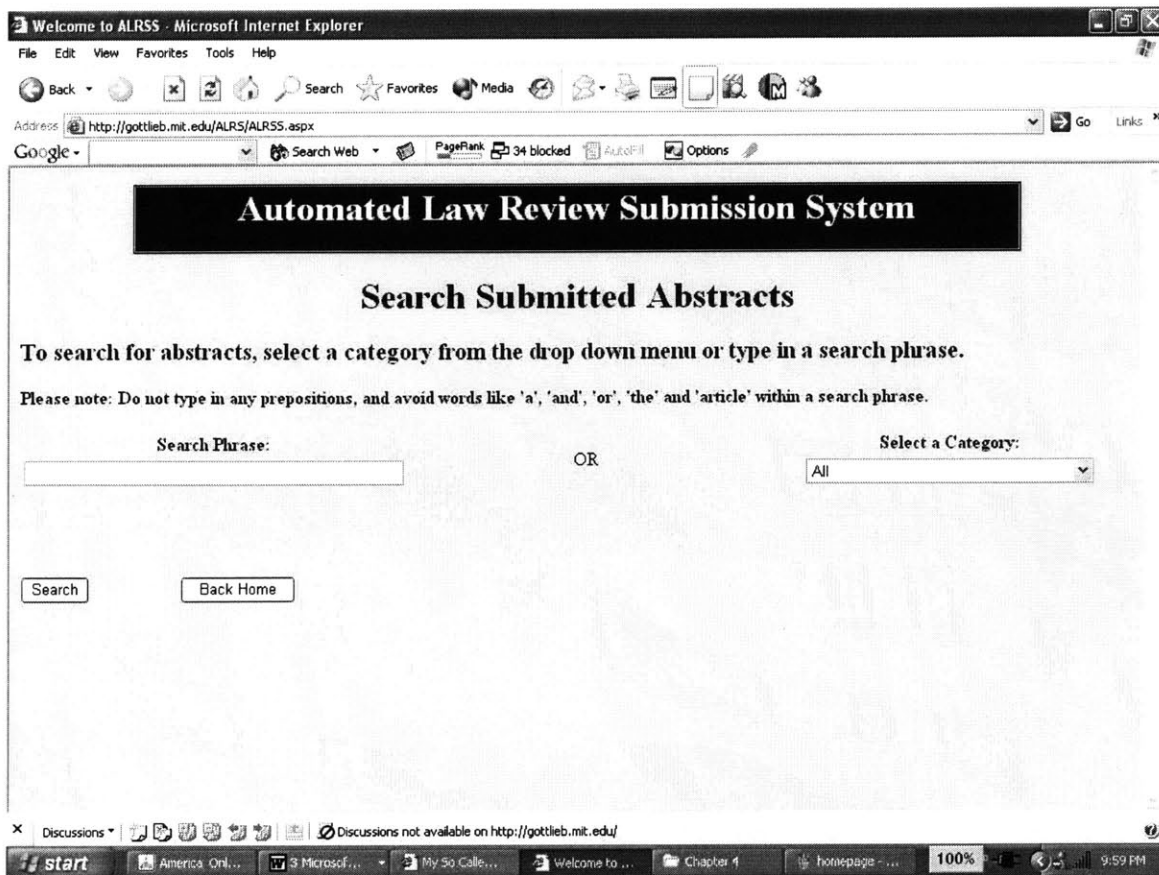 Welcome to ALRSS - Microsoft Internet Explorer
File Edit View Favorites Tools Help
Back Search Favorites Media
Address http://gottlieb.mit.edu/ALRS/ALRSS.aspx Go Links »
Google Search Web PageRank 34 blocked AutoFill Options
Automated Law Review Submission System
Search Submitted Abstracts
To search for abstracts, select a category from the drop down menu or type in a search phrase.
Please note: Do not type in any prepositions, and avoid words like 'a', 'and', 'or', 'the' and 'article' within a search phrase.
Search Phrase: OR Select a Category:
All
Search Back Home
Discussions Discussions not available on http://gottlieb.mit.edu/
start America Onl... 3 Microsof... My So Calle... Welcome to ... Chapter 4 homepage - ... 100% 9:59 PM